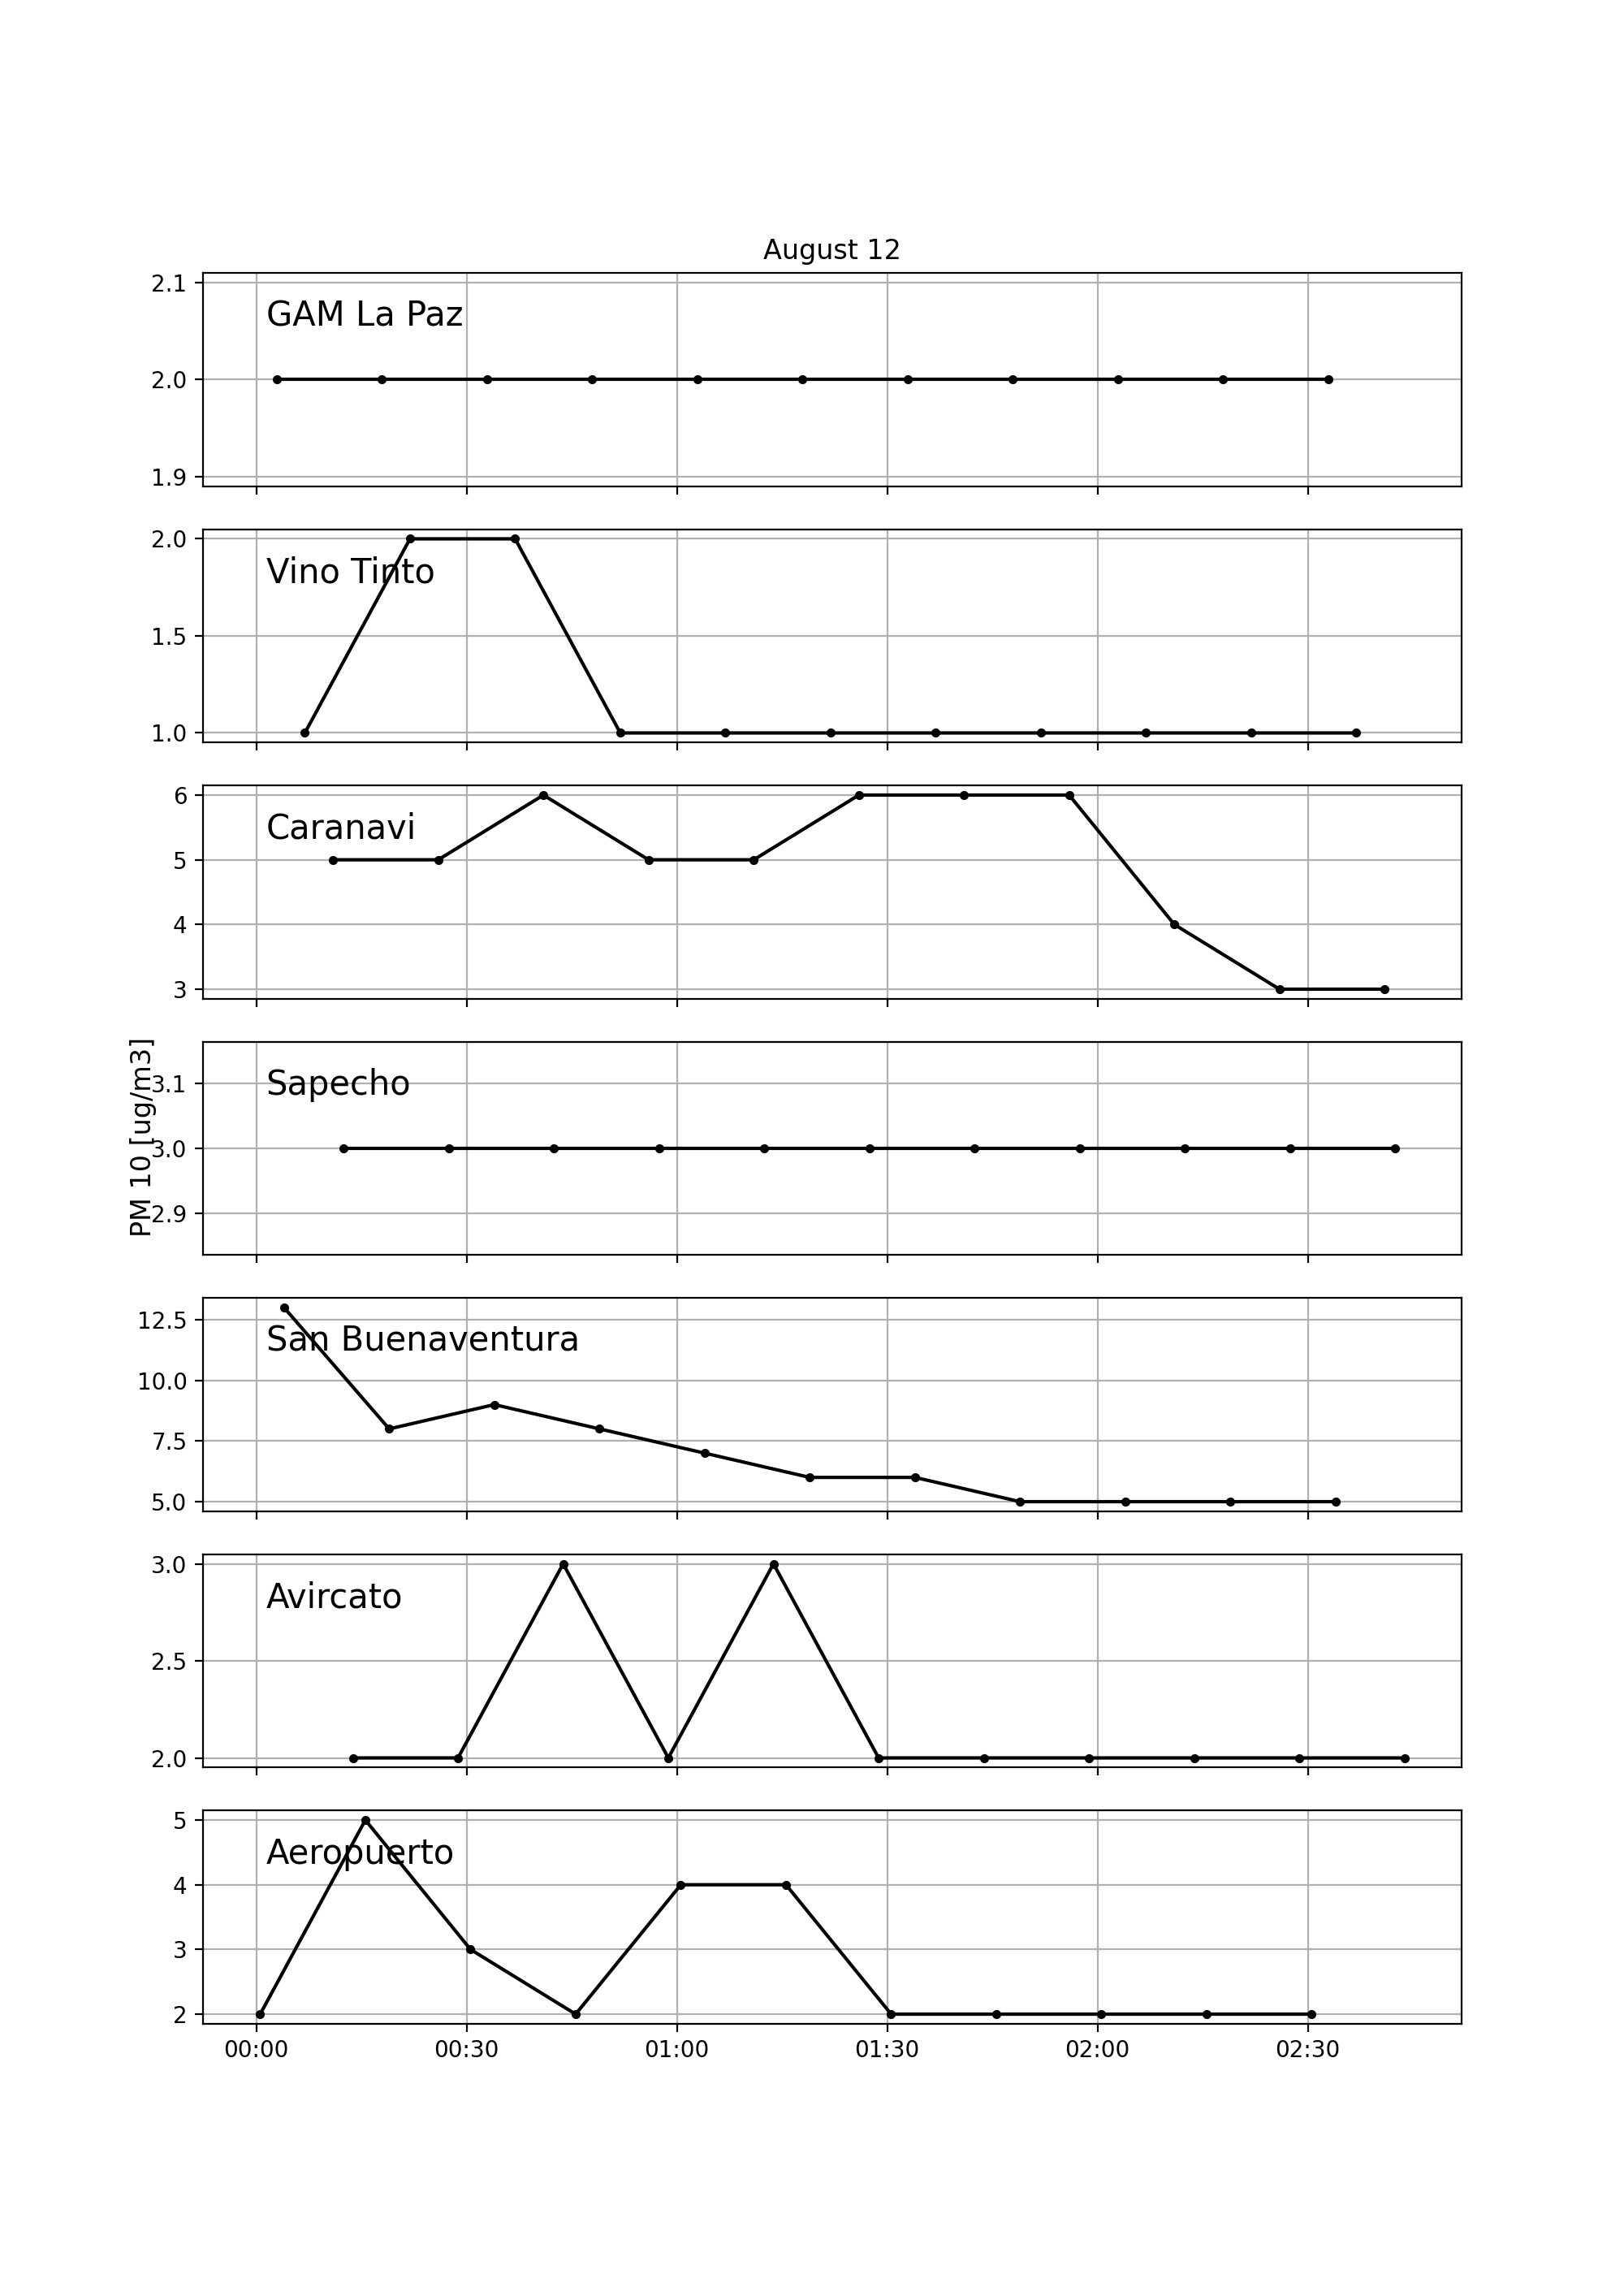 August 12
2.1
GAM La Paz
2.0
1.9
2.0
Vino Tinto
1.5
1.0
6
Caranavi
5
4
3
PM 10 [ug/m3]
3.1
Sapecho
3.0
2.9
12.5
San Buenaventura
10.0
7.5
5.0
3.0
Avircato
2.5
2.0
5
Aeropuerto
4
3
2
00:00 00:30 01:00 01:30 02:00 02:30